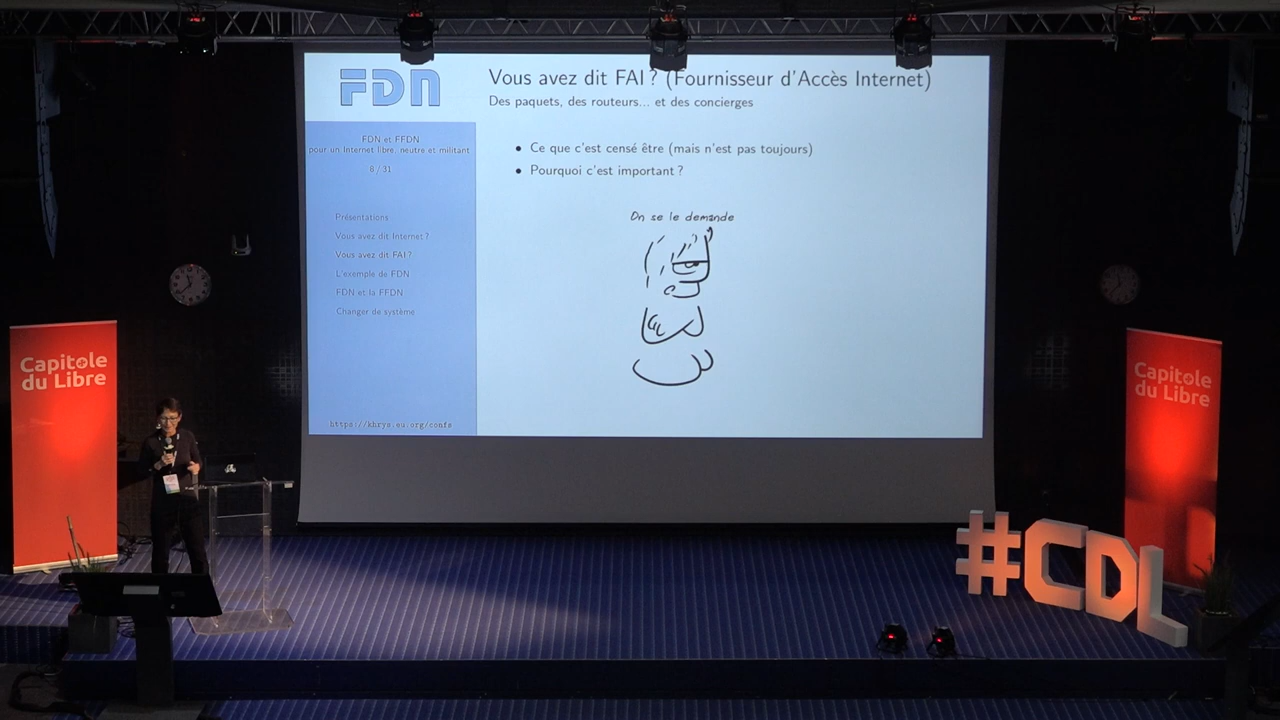 FDN
Vous avez dit FAI ? (Fournisseur d'Accès Internet)
Des paquets, des routeurs... et des concierges
FDN et FFDN
pour un Internet libre, neutre et militant
8 / 31
Présentations
Vous avez dit Internet ?
Vous avez dit FAI ?
L'exemple de FDN
FDN et la FFDN
Changer de système
https://khrys.eu.org/confs
• Ce que c'est censé être (mais n'est pas toujours)
• Pourquoi c'est important ?
On se le demande
Capitole
du Libre
Capitole
du Libre
#CDL